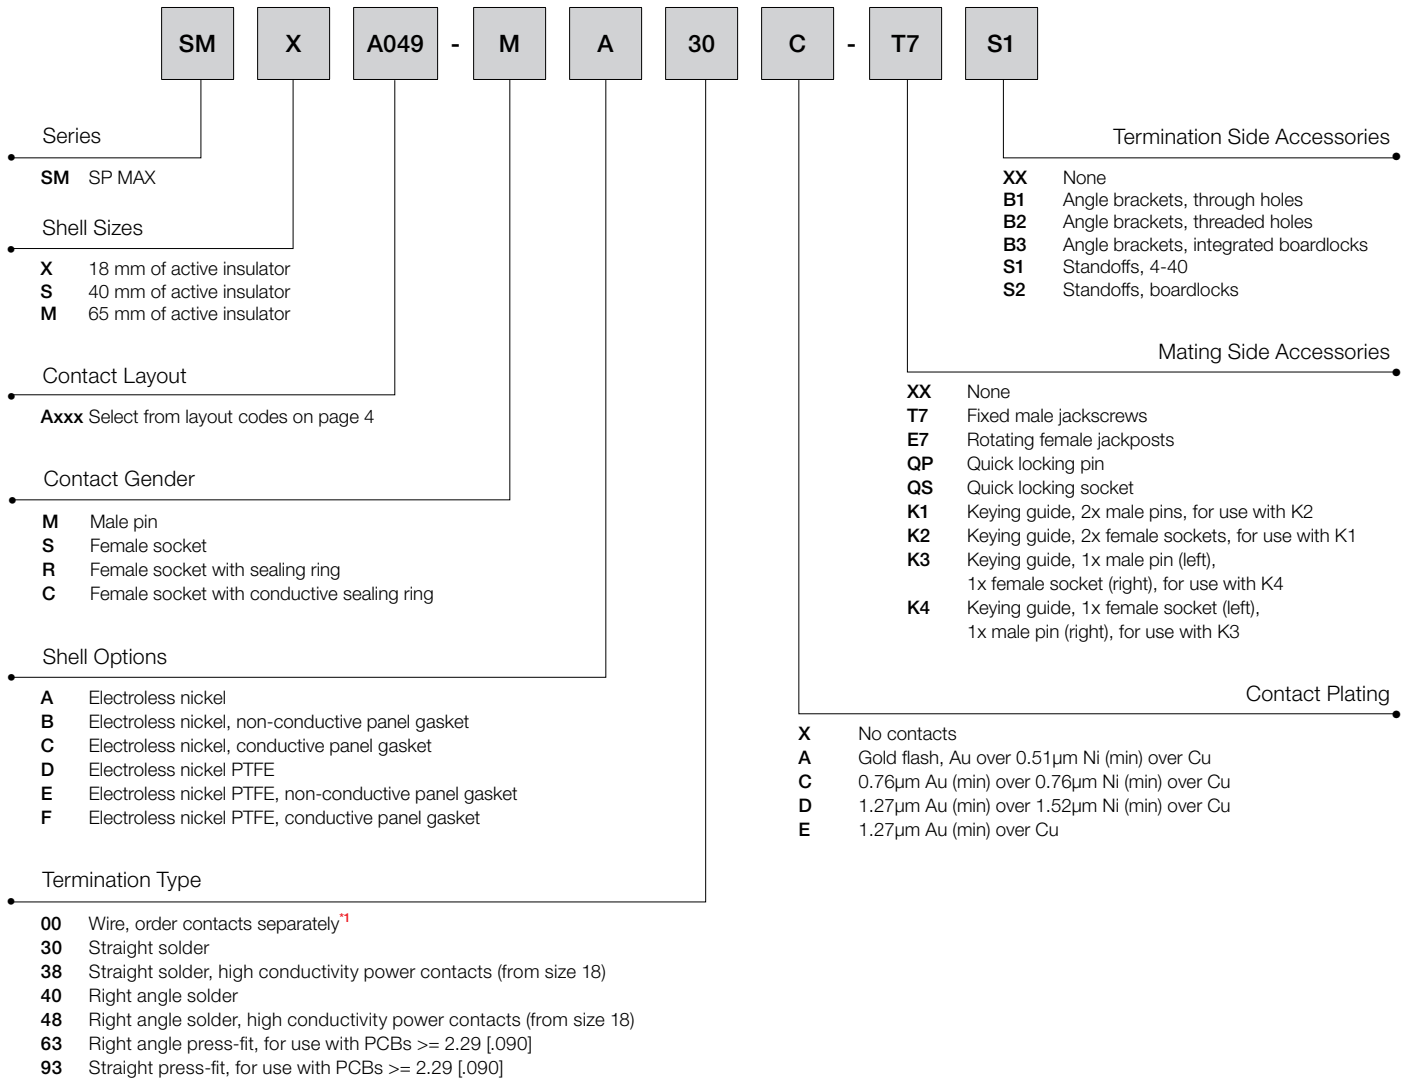 SM X A049 - M A 30 C - T7 S1
Series
SM SP MAX
Shell Sizes
X 18 mm of active insulator
S 40 mm of active insulator
M 65 mm of active insulator
Contact Layout
Axxx Select from layout codes on page 4
Contact Gender
M Male pin
S Female socket
R Female socket with sealing ring
C Female socket with conductive sealing ring
Shell Options
A Electroless nickel
B Electroless nickel, non-conductive panel gasket
C Electroless nickel, conductive panel gasket
D Electroless nickel PTFE
E Electroless nickel PTFE, non-conductive panel gasket
F Electroless nickel PTFE, conductive panel gasket
Termination Type
00 Wire, order contacts separately*1
30 Straight solder
38 Straight solder, high conductivity power contacts (from size 18)
40 Right angle solder
48 Right angle solder, high conductivity power contacts (from size 18)
63 Right angle press-fit, for use with PCBs >= 2.29 [.090]
93 Straight press-fit, for use with PCBs >= 2.29 [.090]
Termination Side Accessories
XX None
B1 Angle brackets, through holes
B2 Angle brackets, threaded holes
B3 Angle brackets, integrated boardlocks
S1 Standoffs, 4-40
S2 Standoffs, boardlocks
Mating Side Accessories
XX None
T7 Fixed male jackscrews
E7 Rotating female jackposts
QP Quick locking pin
QS Quick locking socket
K1 Keying guide, 2x male pins, for use with K2
K2 Keying guide, 2x female sockets, for use with K1
K3 Keying guide, 1x male pin (left),
1x female socket (right), for use with K4
K4 Keying guide, 1x female socket (left),
1x male pin (right), for use with K3
Contact Plating
X No contacts
A Gold flash, Au over 0.51µm Ni (min) over Cu
C 0.76µm Au (min) over 0.76µm Ni (min) over Cu
D 1.27µm Au (min) over 1.52µm Ni (min) over Cu
E 1.27µm Au (min) over Cu